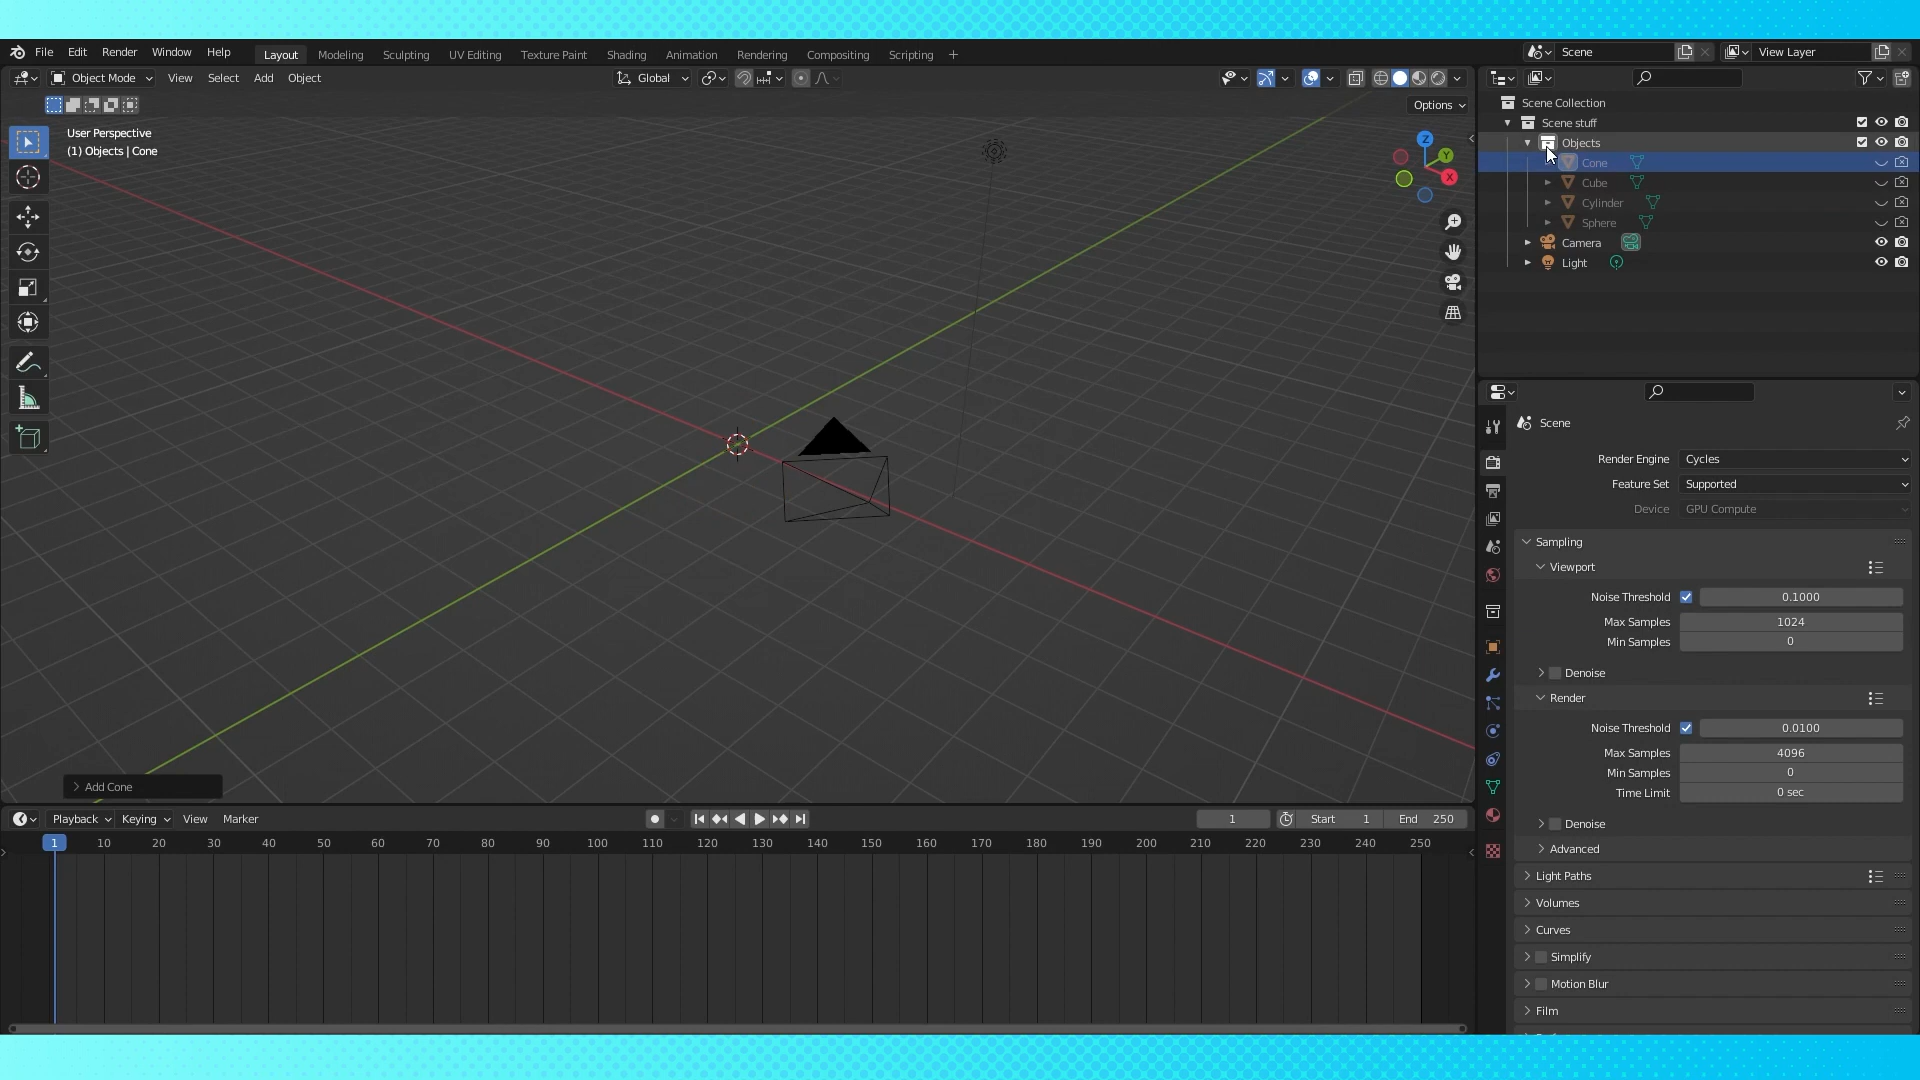 File Edit Render Window Help Layout Modeling Sculpting UV Editing Texture Paint Shading Animation Rendering Compositing Scripting + Scene View Layer
Object Mode View Select Add Object Global
Options
User Perspective
(1) Objects | Cone
Z
Y
X
Add Cone
Scene Collection
Scene stuff
Objects
Cone
Cube
Cylinder
Sphere
Camera
Light
Scene
Render Engine Cycles
Feature Set Supported
Device GPU Compute
Sampling
Viewport
Noise Threshold 0.1000
Max Samples 1024
Min Samples 0
Denoise
Render
Noise Threshold 0.0100
Max Samples 4096
Min Samples 0
Time Limit 0 sec
Denoise
Advanced
Light Paths
Volumes
Curves
Simplify
Motion Blur
Film
Playback Keying View Marker 1 Start 1 End 250
1 10 20 30 40 50 60 70 80 90 100 110 120 130 140 150 160 170 180 190 200 210 220 230 240 250